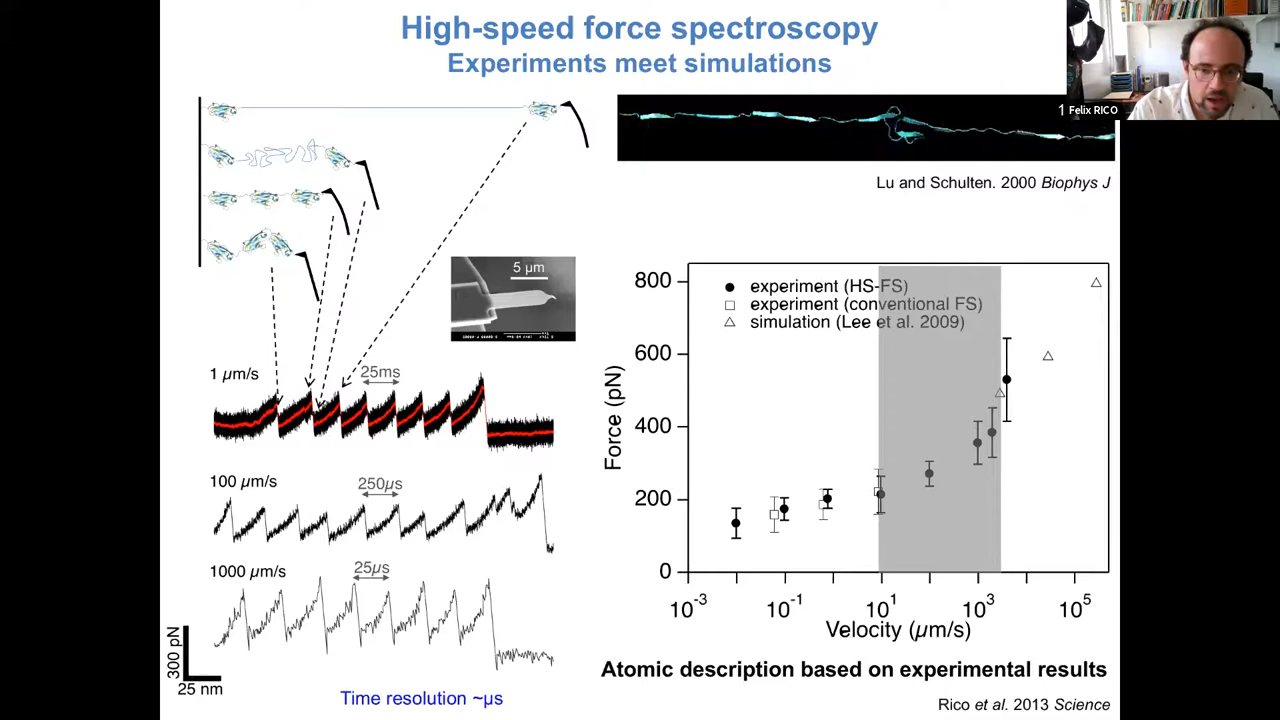 High-speed force spectroscopy
Experiments meet simulations
1 Felix RICO
Lu and Schulten. 2000 Biophys J
5 µm
1 µm/s
25ms
100 µm/s
250µs
1000 µm/s
25µs
300 pN
25 nm
Time resolution ~µs
experiment (HS-FS)
experiment (conventional FS)
simulation (Lee et al. 2009)
800
600
400
200
0
Force (pN)
10-3
10-1
101
103
105
Velocity (µm/s)
Atomic description based on experimental results
Rico et al. 2013 Science